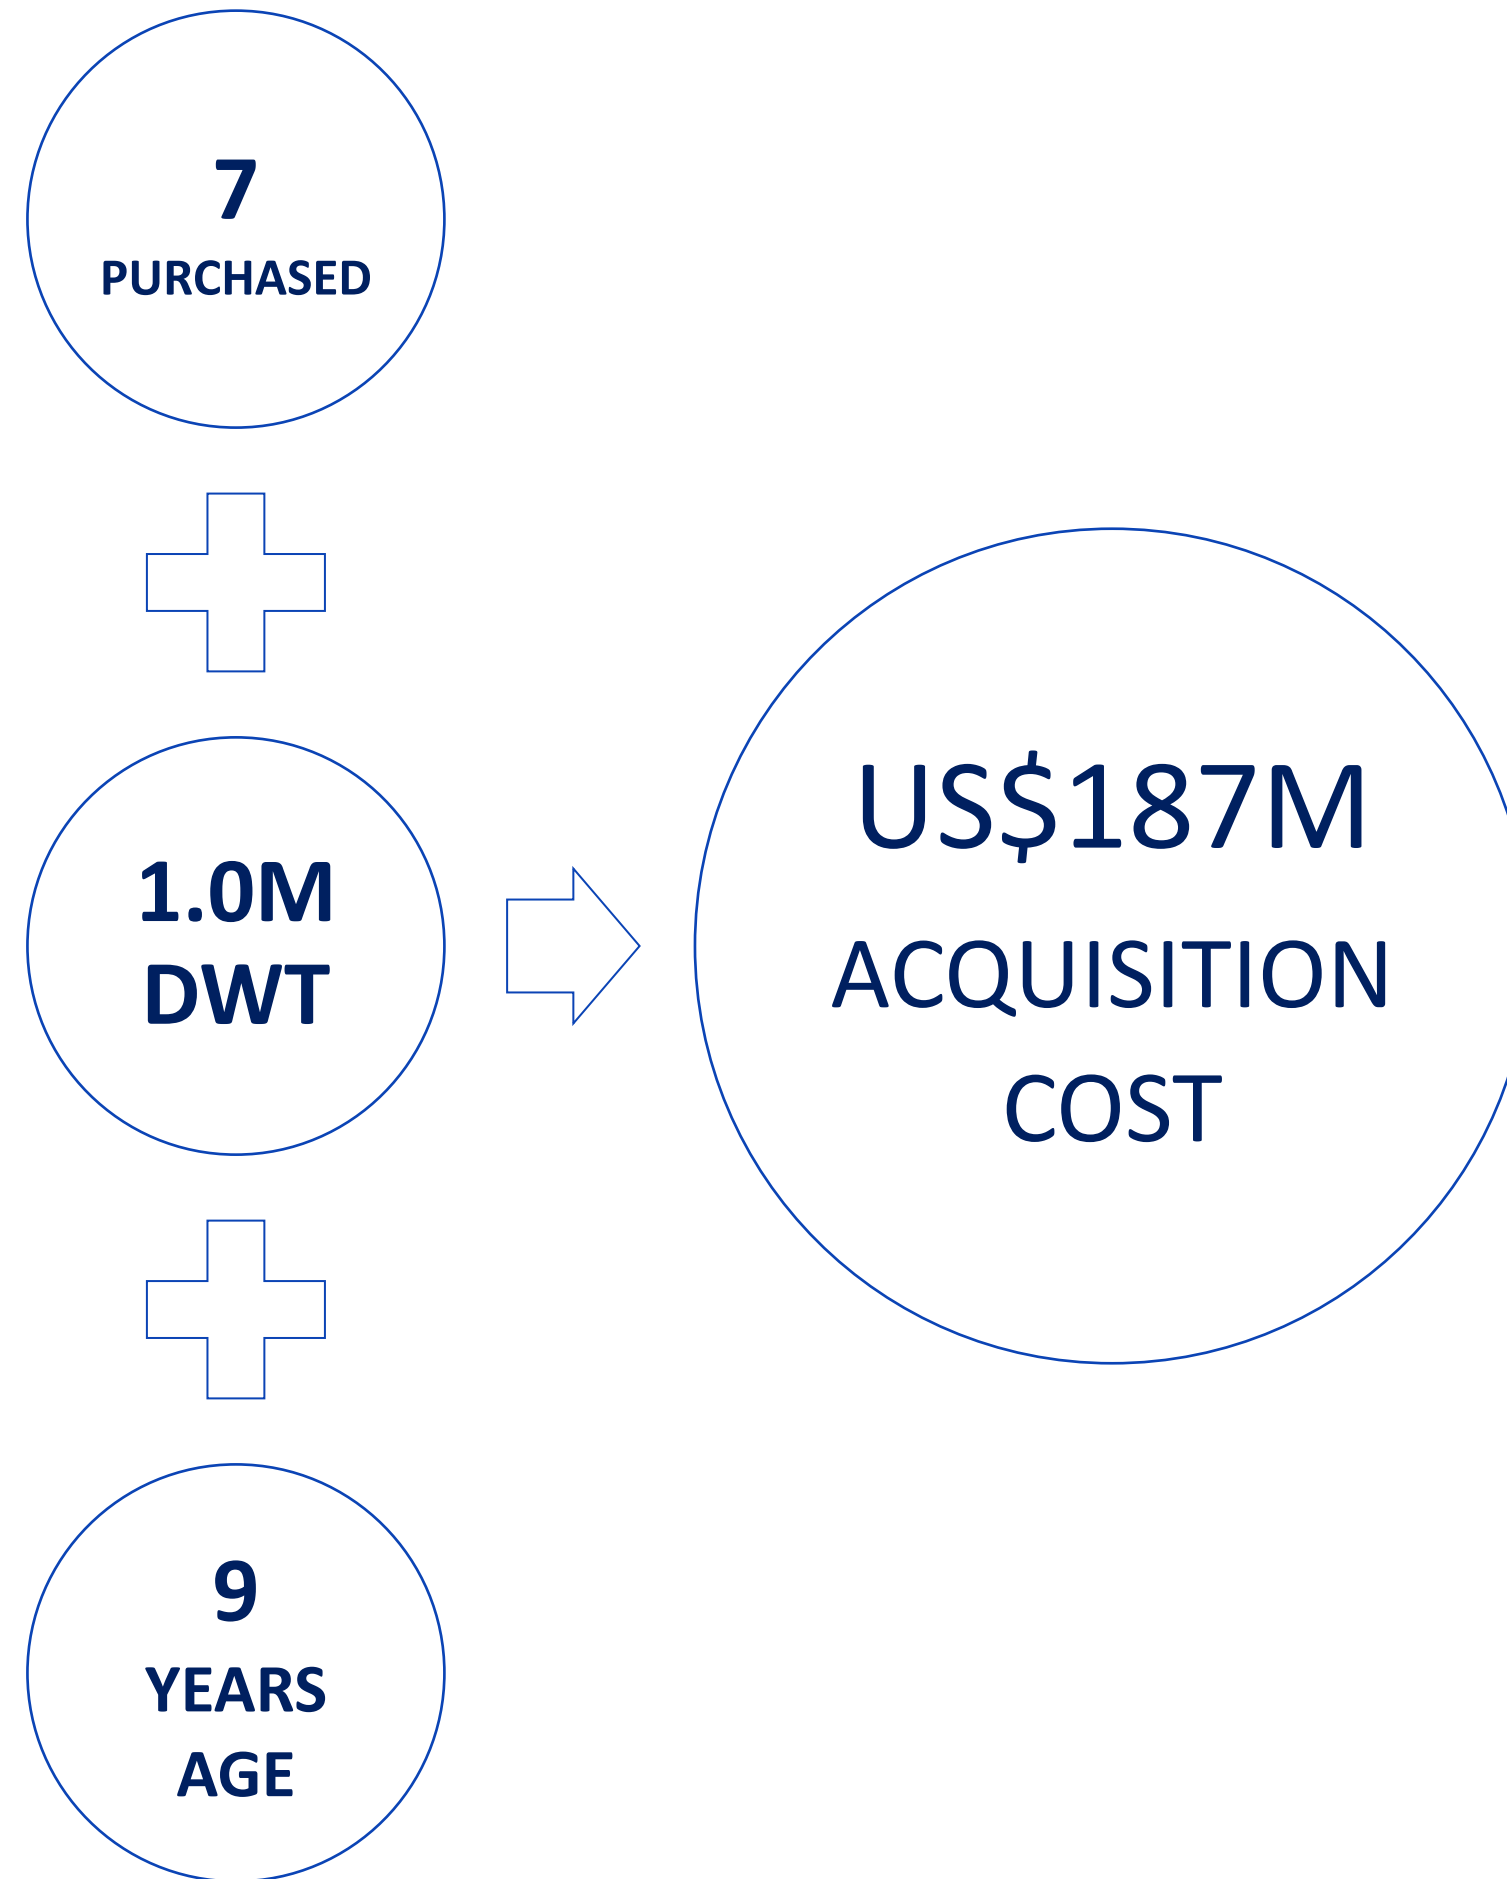 7
PURCHASED
1.0M
DWT
US$187M
ACQUISITION
COST
9
YEARS
AGE